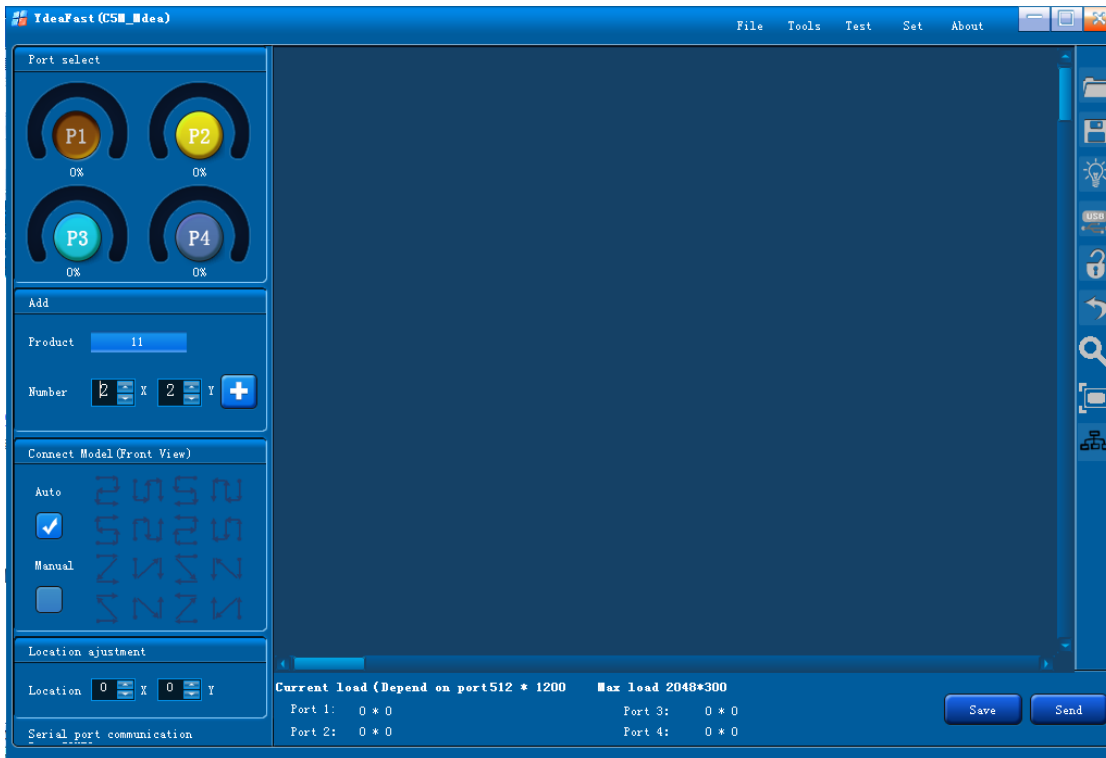 YdeaFast(C5
File Tools Test Set About
Port select
P1
P2
0%
0%
P3
P4
0%
0%
Add
Product 11
Number 2 X 2 Y
Connect Model(Front View)
Auto
Manual
Location ajustment
Location 0 X 0 Y
Serial port communication
Current load(Depend on port512 * 1200 Max load 2048*300
Port 1: 0 * 0 Port 3: 0 * 0
Port 2: 0 * 0 Port 4: 0 * 0
Save
Send
USB